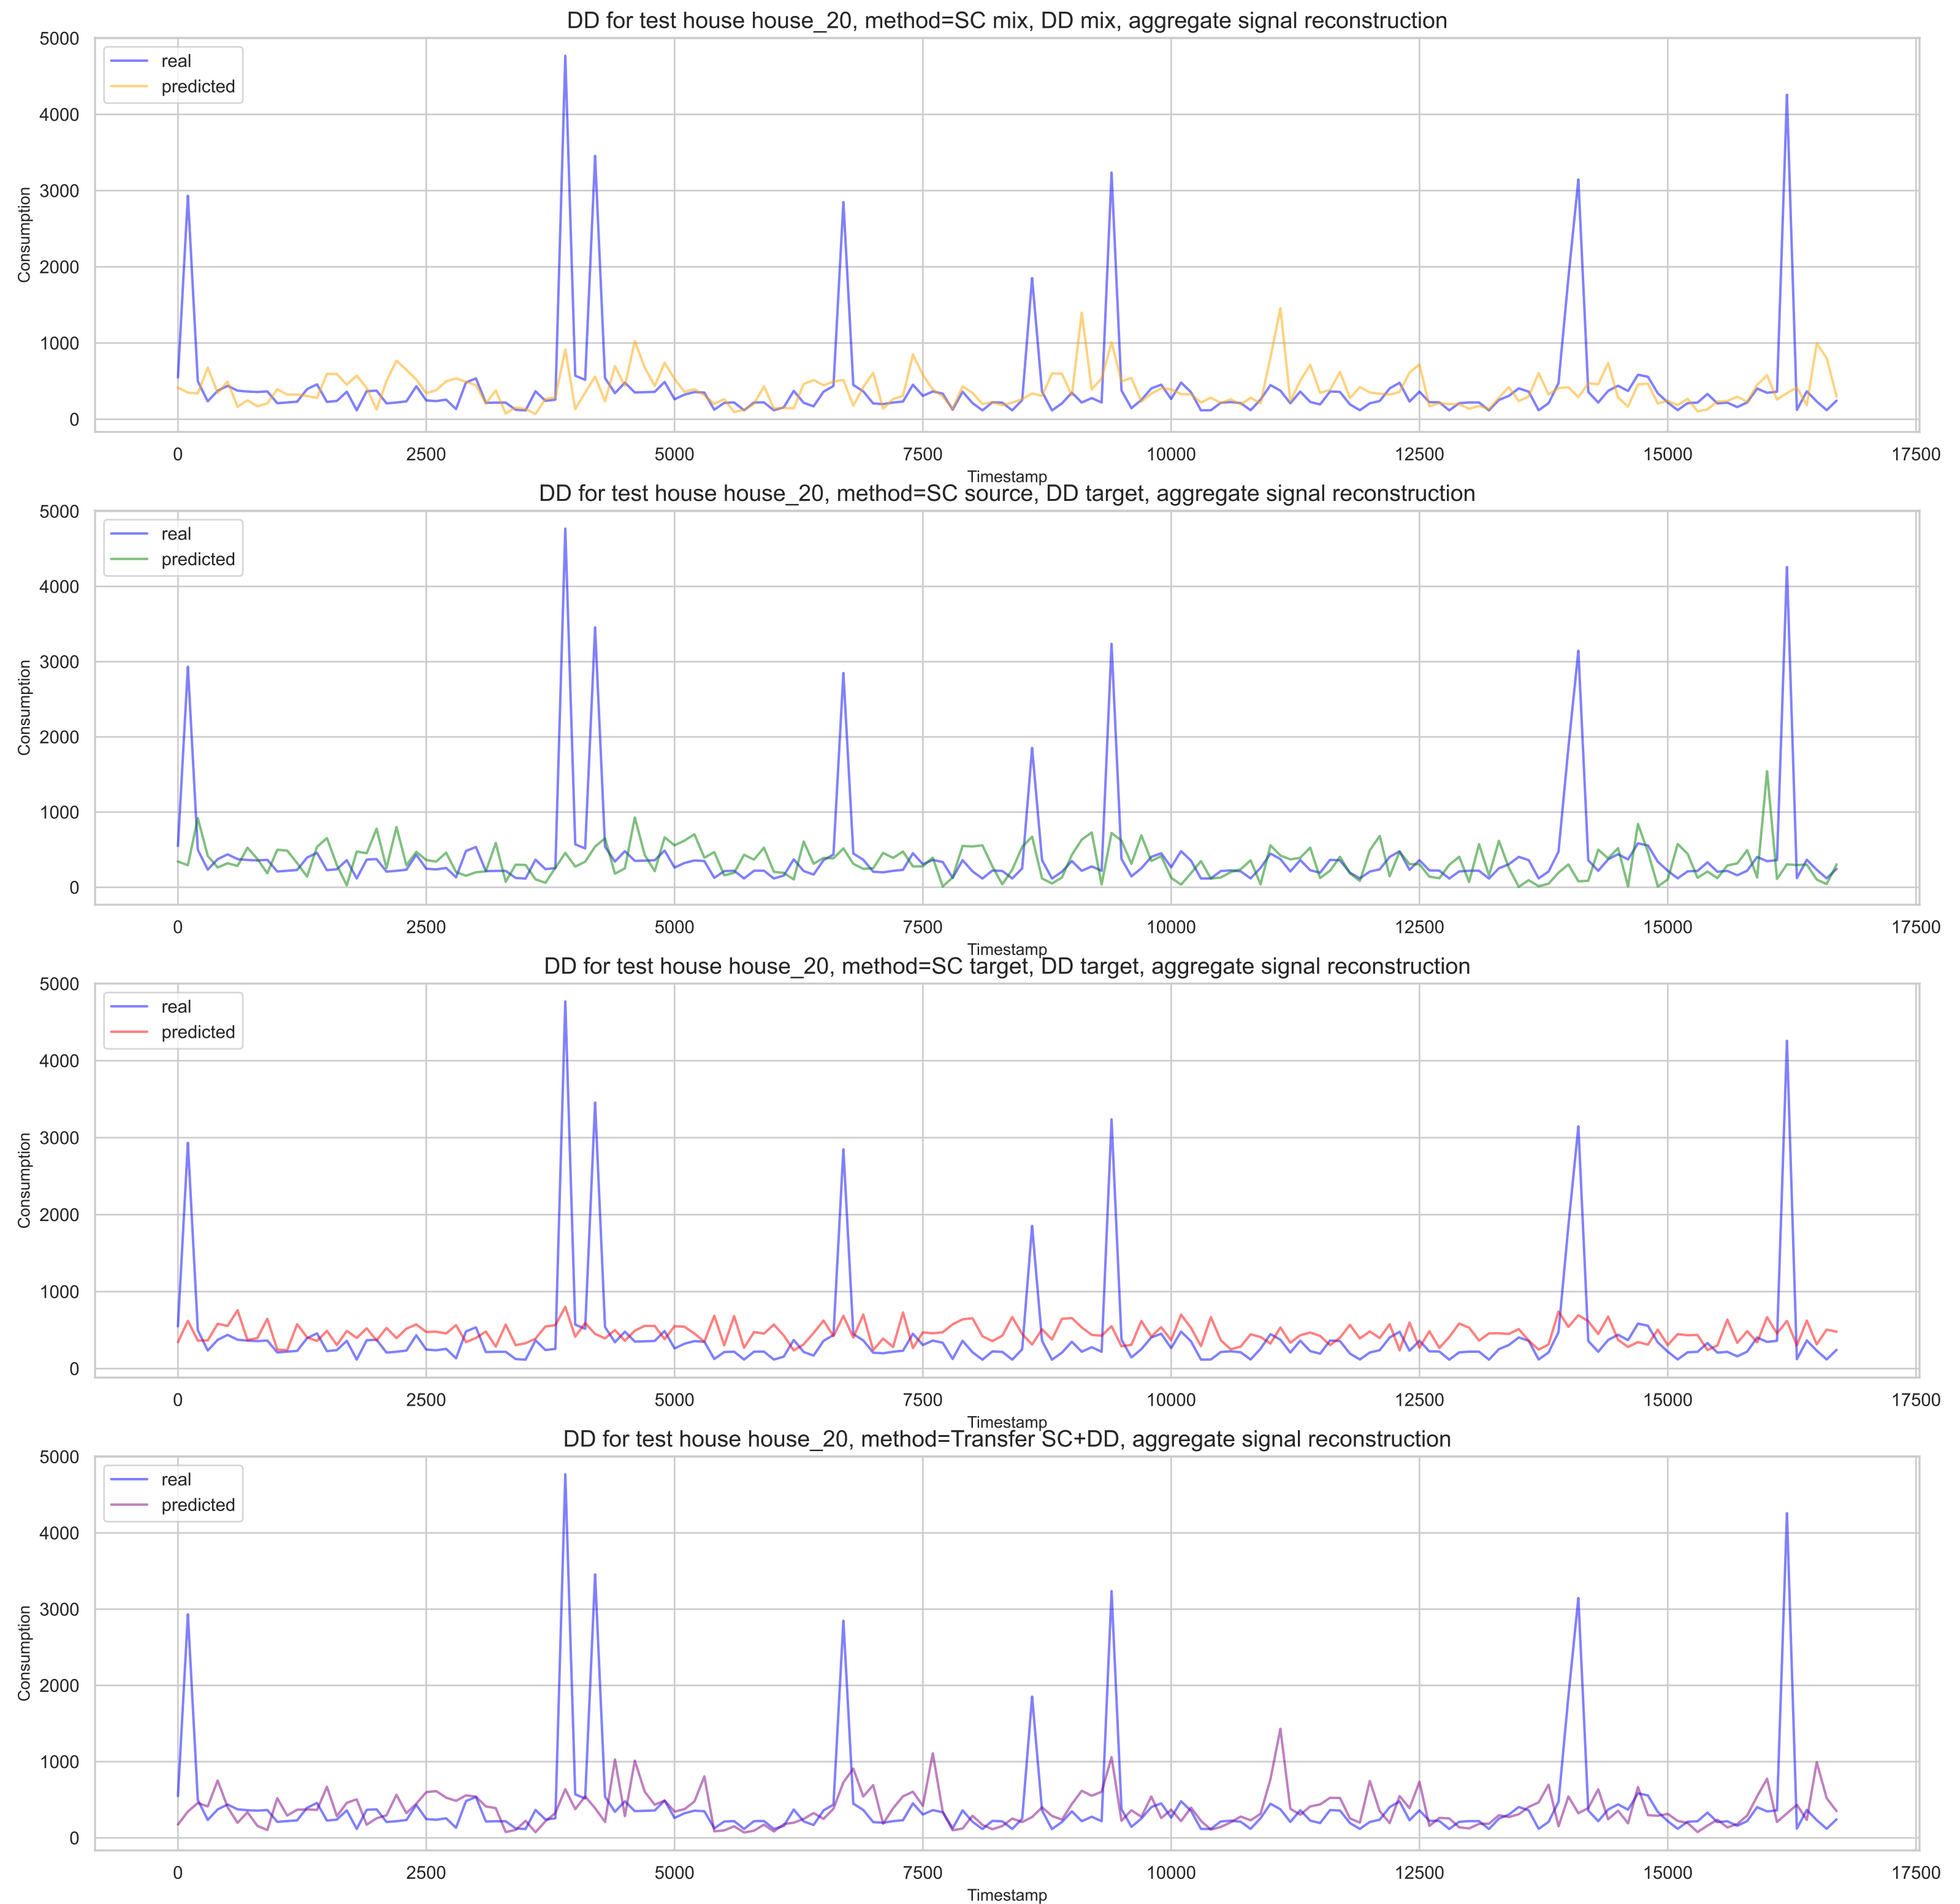 DD for test house house_20, method=SC mix, DD mix, aggregate signal reconstruction
real
predicted
Consumption
5000
4000
3000
2000
1000
0
0 2500 5000 7500 10000 12500 15000 17500
Timestamp
DD for test house house_20, method=SC source, DD target, aggregate signal reconstruction
real
predicted
Consumption
5000
4000
3000
2000
1000
0
0 2500 5000 7500 10000 12500 15000 17500
Timestamp
DD for test house house_20, method=SC target, DD target, aggregate signal reconstruction
real
predicted
Consumption
5000
4000
3000
2000
1000
0
0 2500 5000 7500 10000 12500 15000 17500
Timestamp
DD for test house house_20, method=Transfer SC+DD, aggregate signal reconstruction
real
predicted
Consumption
5000
4000
3000
2000
1000
0
0 2500 5000 7500 10000 12500 15000 17500
Timestamp